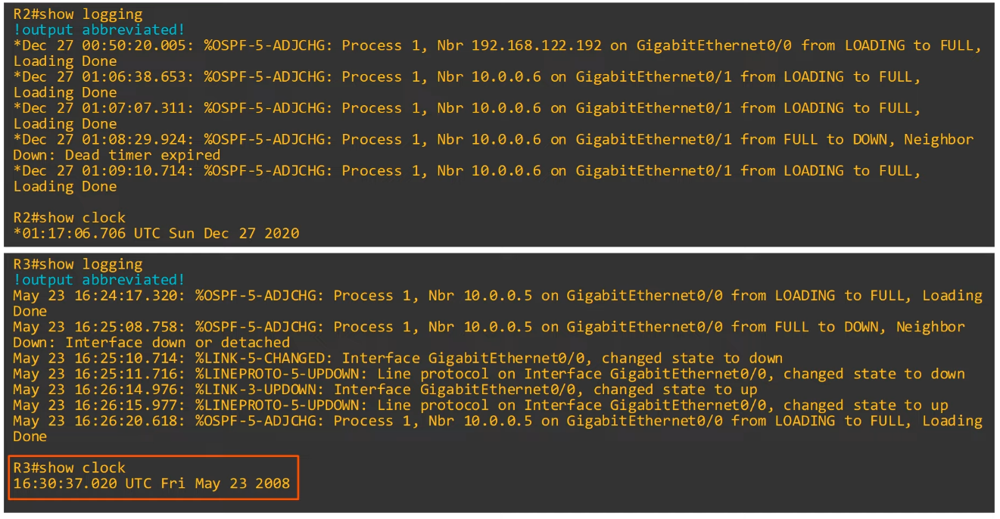 R2#show logging
!output abbreviated!
*Dec 27 00:50:20.005: %OSPF-5-ADJCHG: Process 1, Nbr 192.168.122.192 on GigabitEthernet0/0 from LOADING to FULL,
Loading Done
*Dec 27 01:06:38.653: %OSPF-5-ADJCHG: Process 1, Nbr 10.0.0.6 on GigabitEthernet0/1 from LOADING to FULL,
Loading Done
*Dec 27 01:07:07.311: %OSPF-5-ADJCHG: Process 1, Nbr 10.0.0.6 on GigabitEthernet0/1 from LOADING to FULL,
Loading Done
*Dec 27 01:08:29.924: %OSPF-5-ADJCHG: Process 1, Nbr 10.0.0.6 on GigabitEthernet0/1 from FULL to DOWN, Neighbor
Down: Dead timer expired
*Dec 27 01:09:10.714: %OSPF-5-ADJCHG: Process 1, Nbr 10.0.0.6 on GigabitEthernet0/1 from LOADING to FULL,
Loading Done
R2#show clock
*01:17:06.706 UTC Sun Dec 27 2020
R3#show logging
!output abbreviated!
May 23 16:24:17.320: %OSPF-5-ADJCHG: Process 1, Nbr 10.0.0.5 on GigabitEthernet0/0 from LOADING to FULL, Loading
Done
May 23 16:25:08.758: %OSPF-5-ADJCHG: Process 1, Nbr 10.0.0.5 on GigabitEthernet0/0 from FULL to DOWN, Neighbor
Down: Interface down or detached
May 23 16:25:10.714: %LINK-5-CHANGED: Interface GigabitEthernet0/0, changed state to down
May 23 16:25:11.716: %LINEPROTO-5-UPDOWN: Line protocol on Interface GigabitEthernet0/0, changed state to down
May 23 16:26:14.976: %LINK-3-UPDOWN: Interface GigabitEthernet0/0, changed state to up
May 23 16:26:15.977: %LINEPROTO-5-UPDOWN: Line protocol on Interface GigabitEthernet0/0, changed state to up
May 23 16:26:20.618: %OSPF-5-ADJCHG: Process 1, Nbr 10.0.0.5 on GigabitEthernet0/0 from LOADING to FULL, Loading
Done
R3#show clock
16:30:37.020 UTC Fri May 23 2008